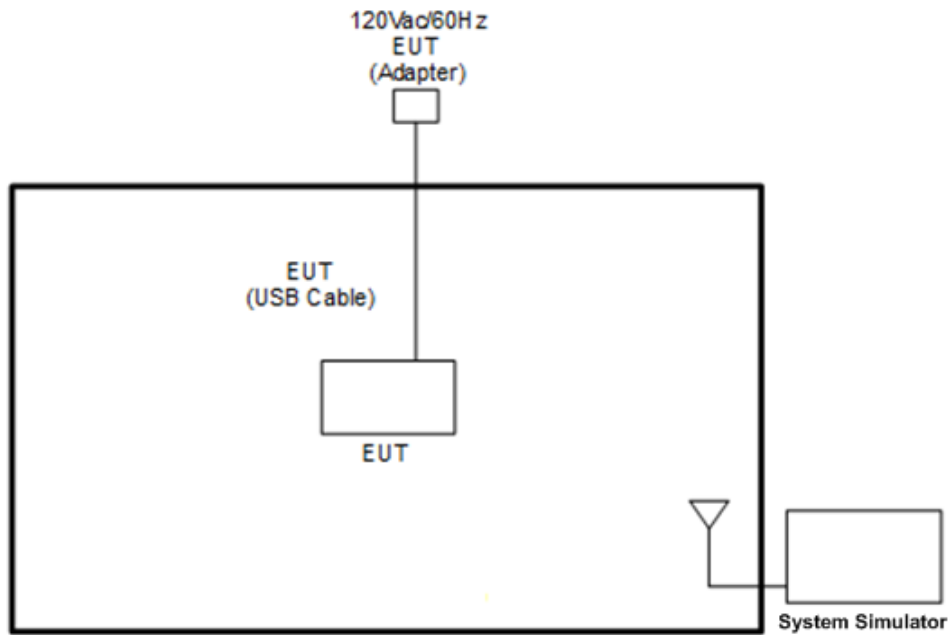 120Vac/60Hz
EUT
(Adapter)
EUT
(USB Cable)
EUT
System Simulator